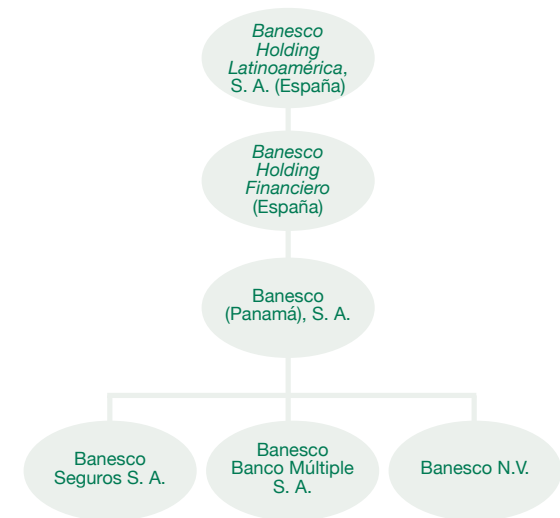 Banesco
Holding
Latinoamérica,
S. A. (España)
Banesco
Holding
Financiero
(España)
Banesco
(Panamá), S. A.
Banesco
Seguros S. A.
Banesco
Banco Múltiple
S. A.
Banesco N.V.